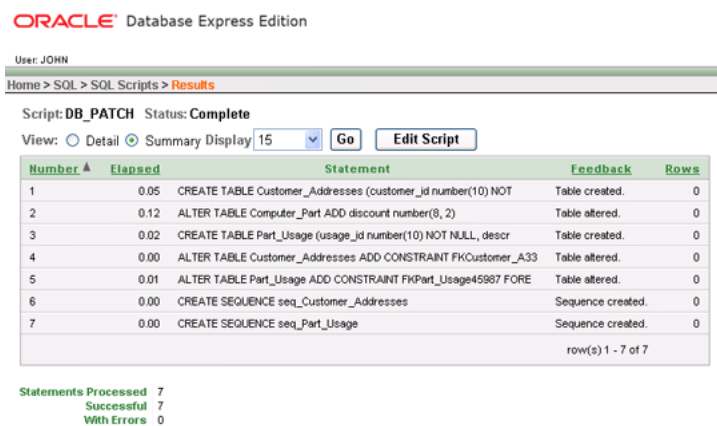 ORACLE Database Express Edition
User: JOHN
Home > SQL > SQL Scripts > Results
Script: DB_PATCH Status: Complete
View: Detail Summary Display 15 Go Edit Script
Number Elapsed Statement Feedback Rows
1 0.05 CREATE TABLE Customer_Addresses (customer_id number(10) NOT Table created. 0
2 0.12 ALTER TABLE Computer_Part ADD discount number(8, 2) Table altered. 0
3 0.02 CREATE TABLE Part_Usage (usage_id number(10) NOT NULL, descr Table created. 0
4 0.00 ALTER TABLE Customer_Addresses ADD CONSTRAINT FKCustomer_A33 Table altered. 0
5 0.01 ALTER TABLE Part_Usage ADD CONSTRAINT FKPart_Usage45987 FORE Table altered. 0
6 0.00 CREATE SEQUENCE seq_Customer_Addresses Sequence created. 0
7 0.00 CREATE SEQUENCE seq_Part_Usage Sequence created. 0
row(s) 1 - 7 of 7
Statements Processed 7
Successful 7
With Errors 0